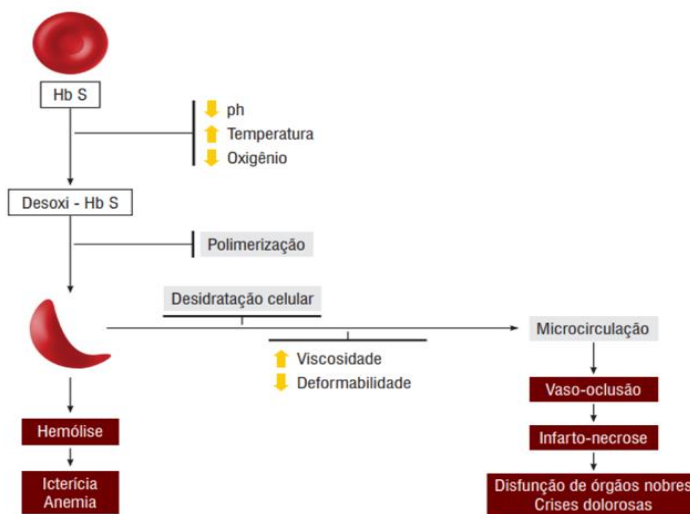 Hb S
ph
Temperatura
Oxigênio
Desoxi - Hb S
Polimerização
Desidratação celular
Microcirculação
Viscosidade
Deformabilidade
Vaso-oclusão
Hemólise
Infarto-necrose
Icterícia
Anemia
Disfunção de órgãos nobres
Crises dolorosas